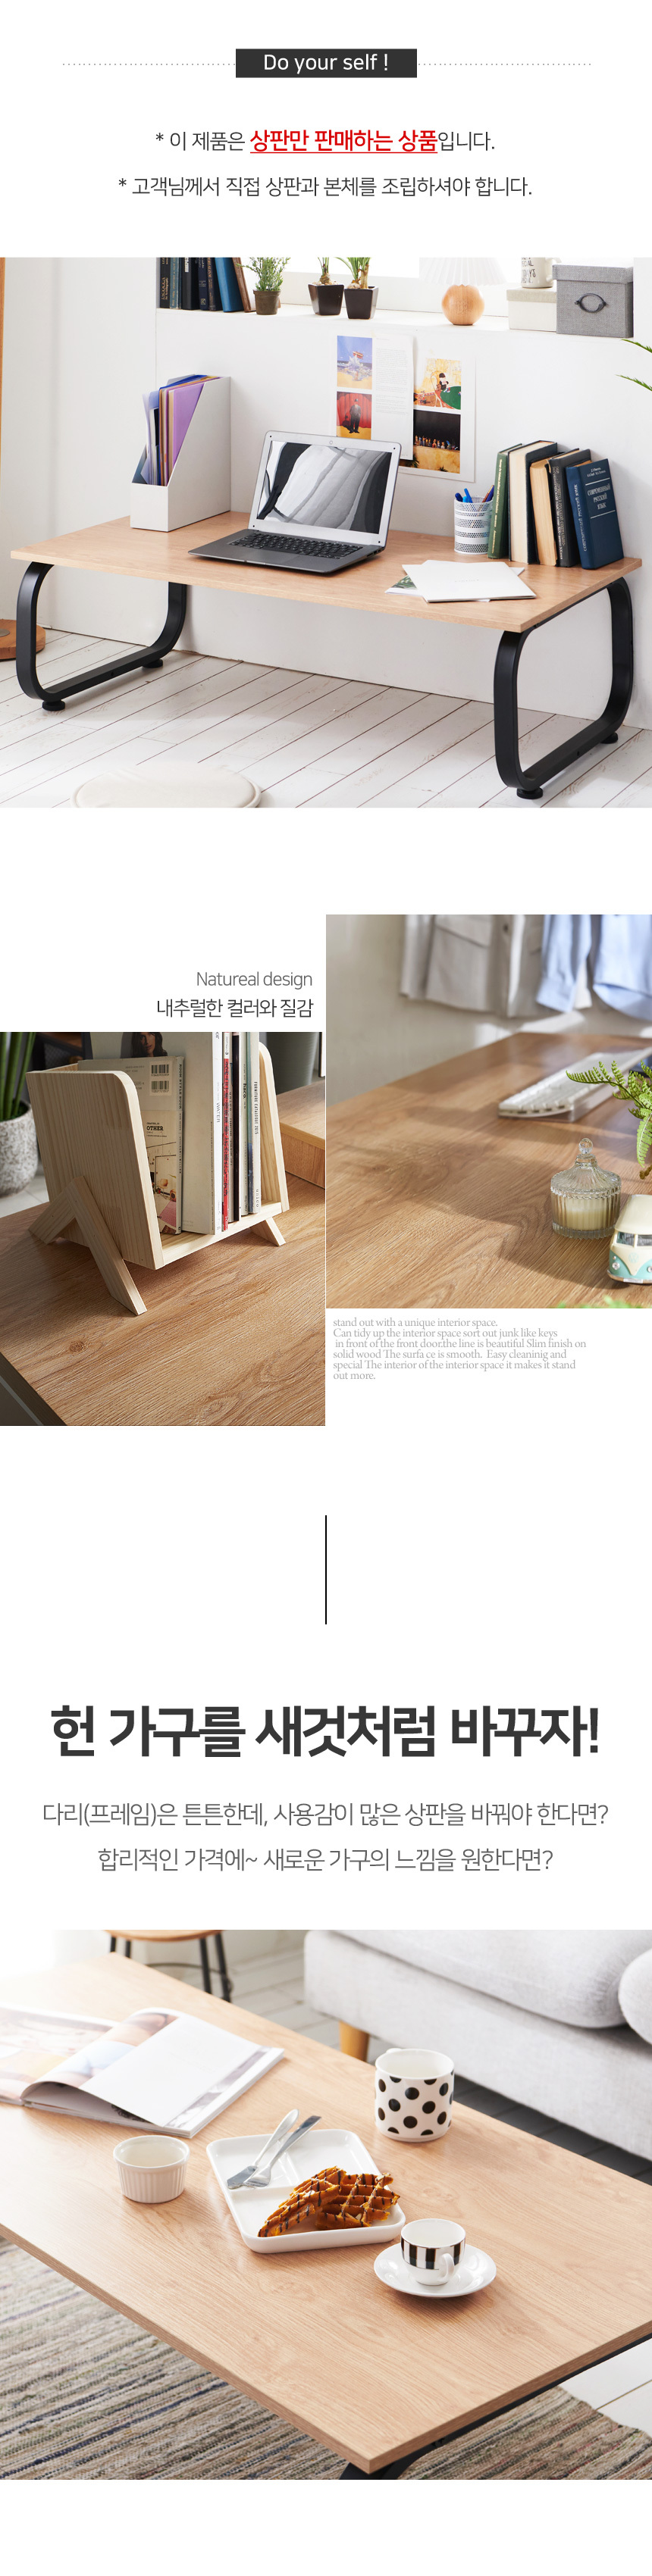 Do your self !
* 이 제품은 상판만 판매하는 상품입니다.
* 고객님께서 직접 상판과 본체를 조립하셔야 합니다.
Natureal design
내추럴한 컬러와 질감
OTHER
stand out with a unique interior space.
Can tidy up the interior space sort out junk like keys
in front of the front door.the line is beautiful Slim finish on
solid wood The surfa ce is smooth. Easy cleaninig and
special The interior of the interior space it makes it stand
out more.
헌 가구를 새것처럼 바꾸자!
다리(프레임)은 튼튼한데, 사용감이 많은 상판을 바꿔야 한다면?
합리적인 가격에~ 새로운 가구의 느낌을 원한다면?